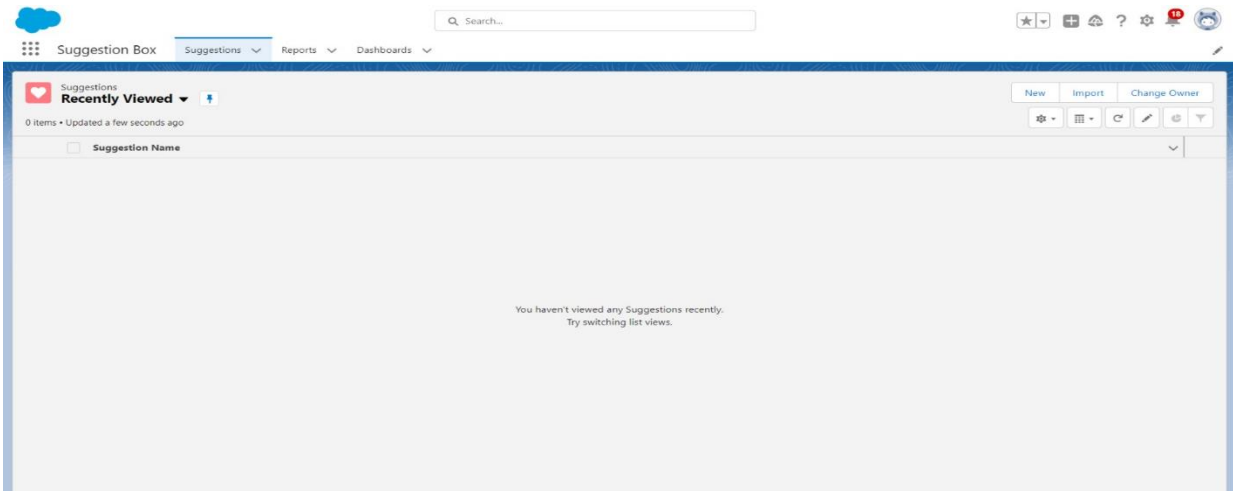 Search...
18
Suggestion Box Suggestions Reports Dashboards
Suggestions
Recently Viewed
New Import Change Owner
0 items • Updated a few seconds ago
Suggestion Name
You haven't viewed any Suggestions recently.
Try switching list views.